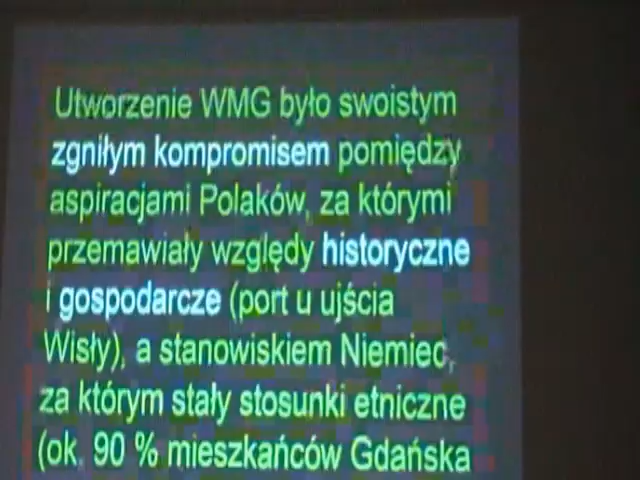 Utworzenie WMG było swoistym
zgniłym kompromisem pomiędzy
aspiracjami Polaków, za którymi
przemawiały względy historyczne
i gospodarcze (port u ujścia
Wisły), a stanowiskiem Niemiec,
za którym stały stosunki etniczne
(ok. 90 % mieszkańców Gdańska